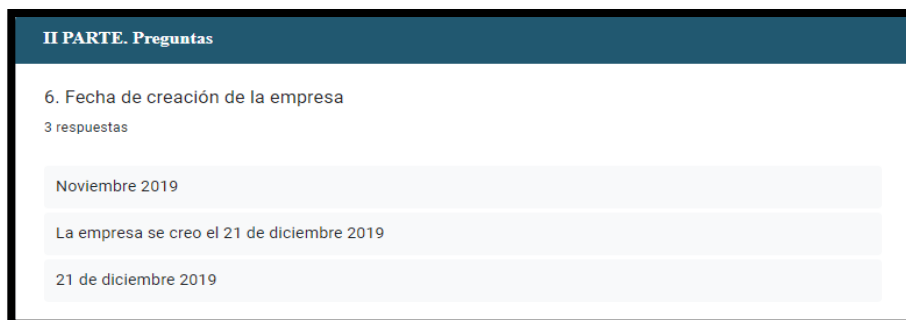 II PARTE. Preguntas
6. Fecha de creación de la empresa
3 respuestas
Noviembre 2019
La empresa se creo el 21 de diciembre 2019
21 de diciembre 2019